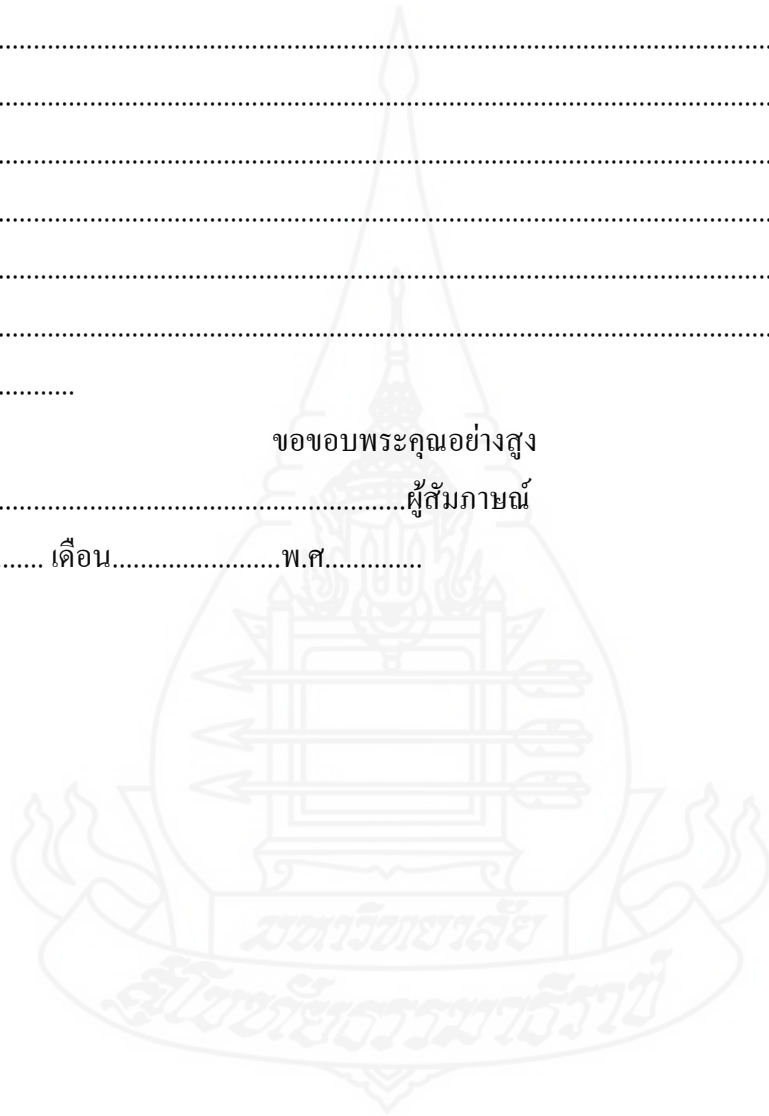 ........................................................................................................................
........................................................................................................................
........................................................................................................................
........................................................................................................................
........................................................................................................................
........................................................................................................................
...........
ขอขอบพระคุณอย่างสูง
..........................................................ผู้สัมภาษณ์
....... เดือน........................พ.ศ..............
มหาวิทยาลัย
สุโขทัยธรรมาธิราช